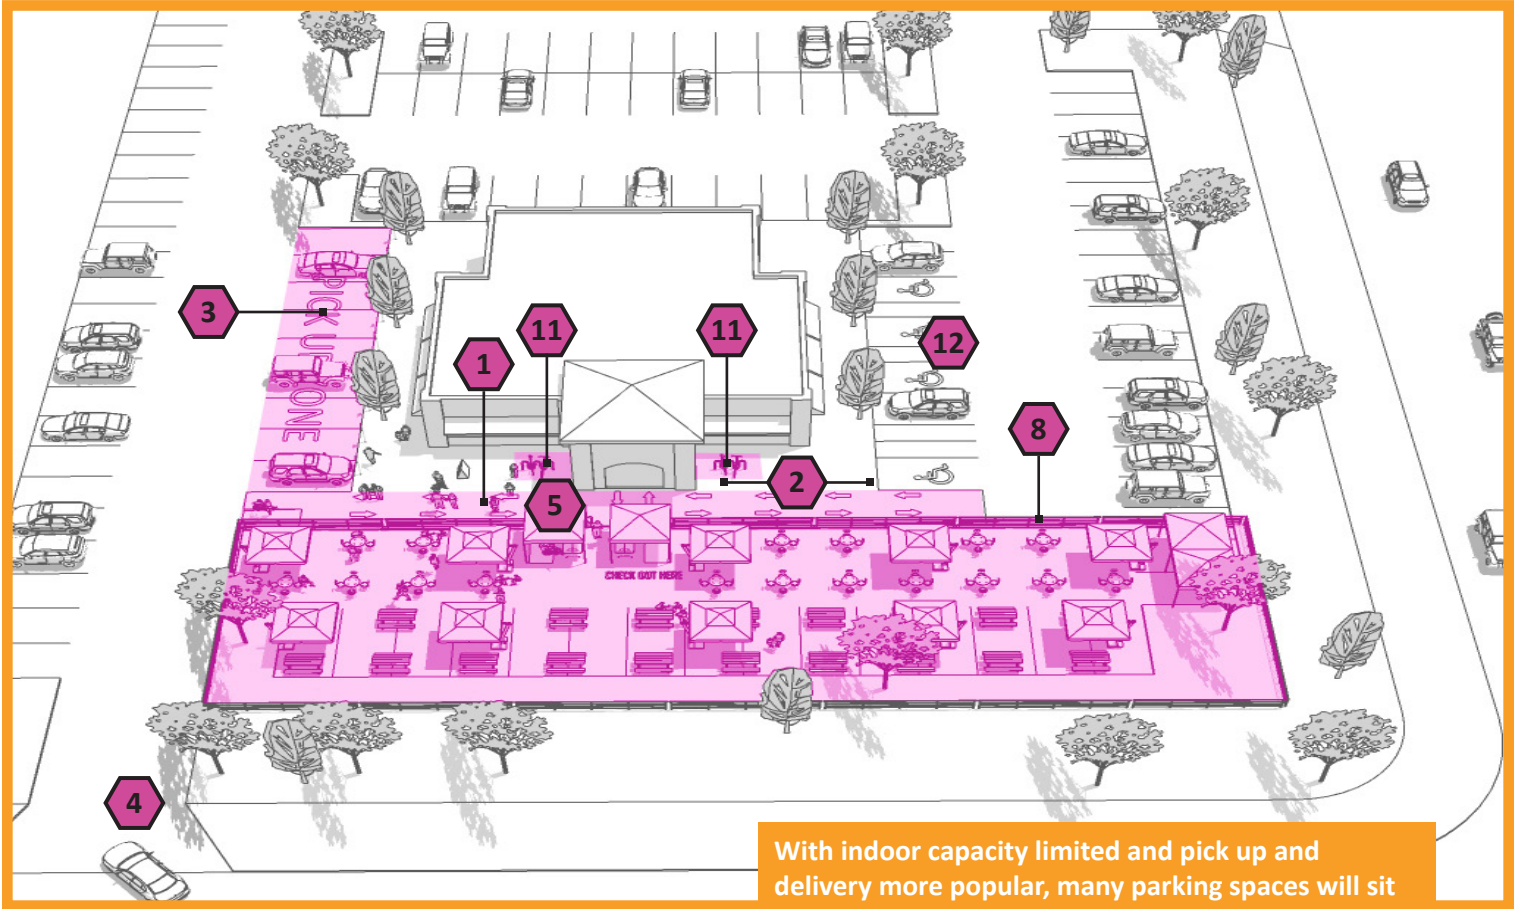 3
11
11
1
12
8
2
5
4
PICK UP ZONE
CHECK OUT HERE
With indoor capacity limited and pick up and
delivery more popular, many parking spaces will sit